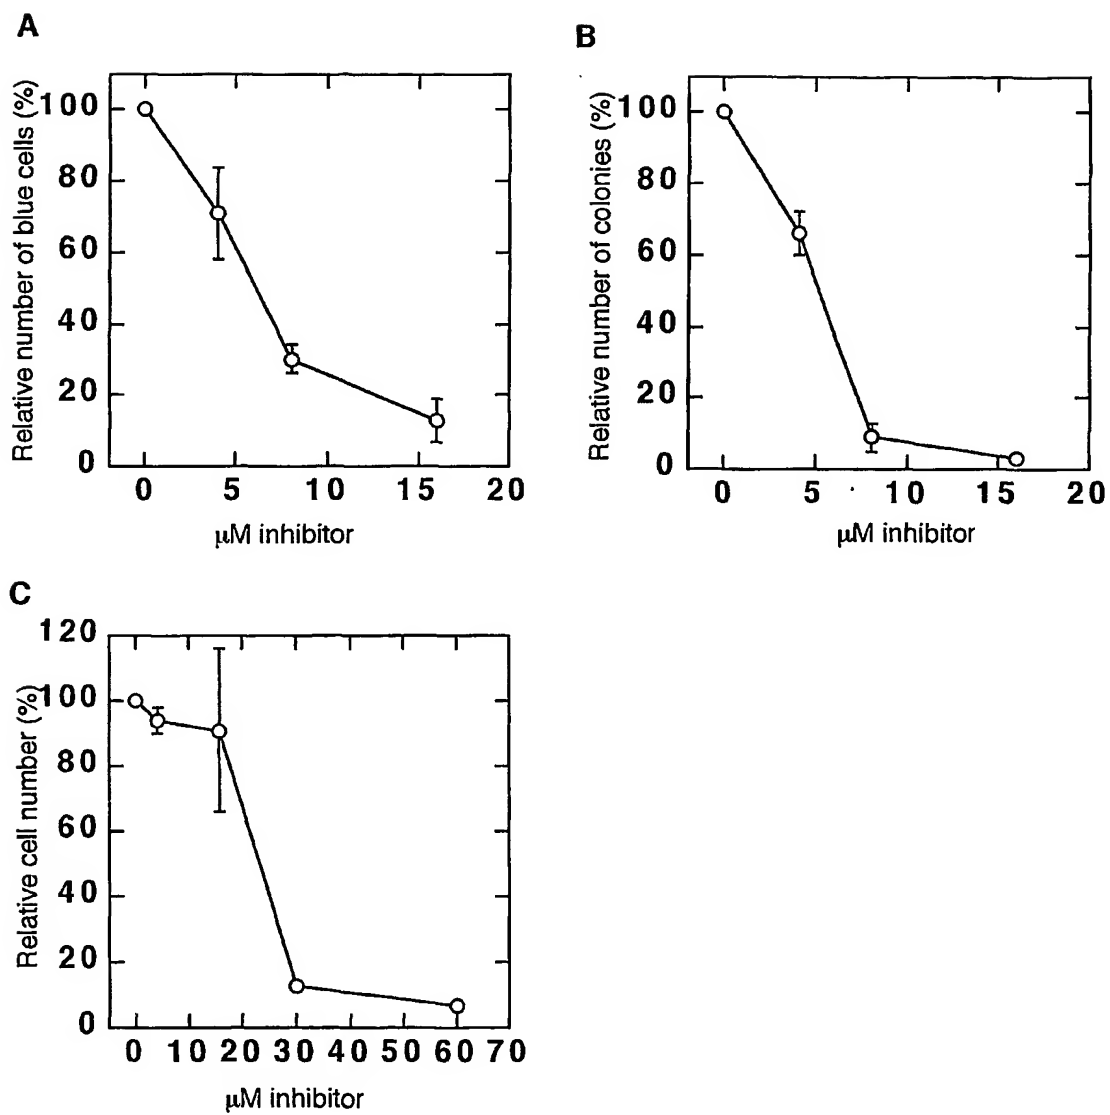 A
Relative number of blue cells (%)
100
80
60
40
20
0
0 5 10 15 20
µM inhibitor
B
Relative number of colonies (%)
100
80
60
40
20
0
0 5 10 15 20
µM inhibitor
C
Relative cell number (%)
120
100
80
60
40
20
0
0 10 20 30 40 50 60 70
µM inhibitor